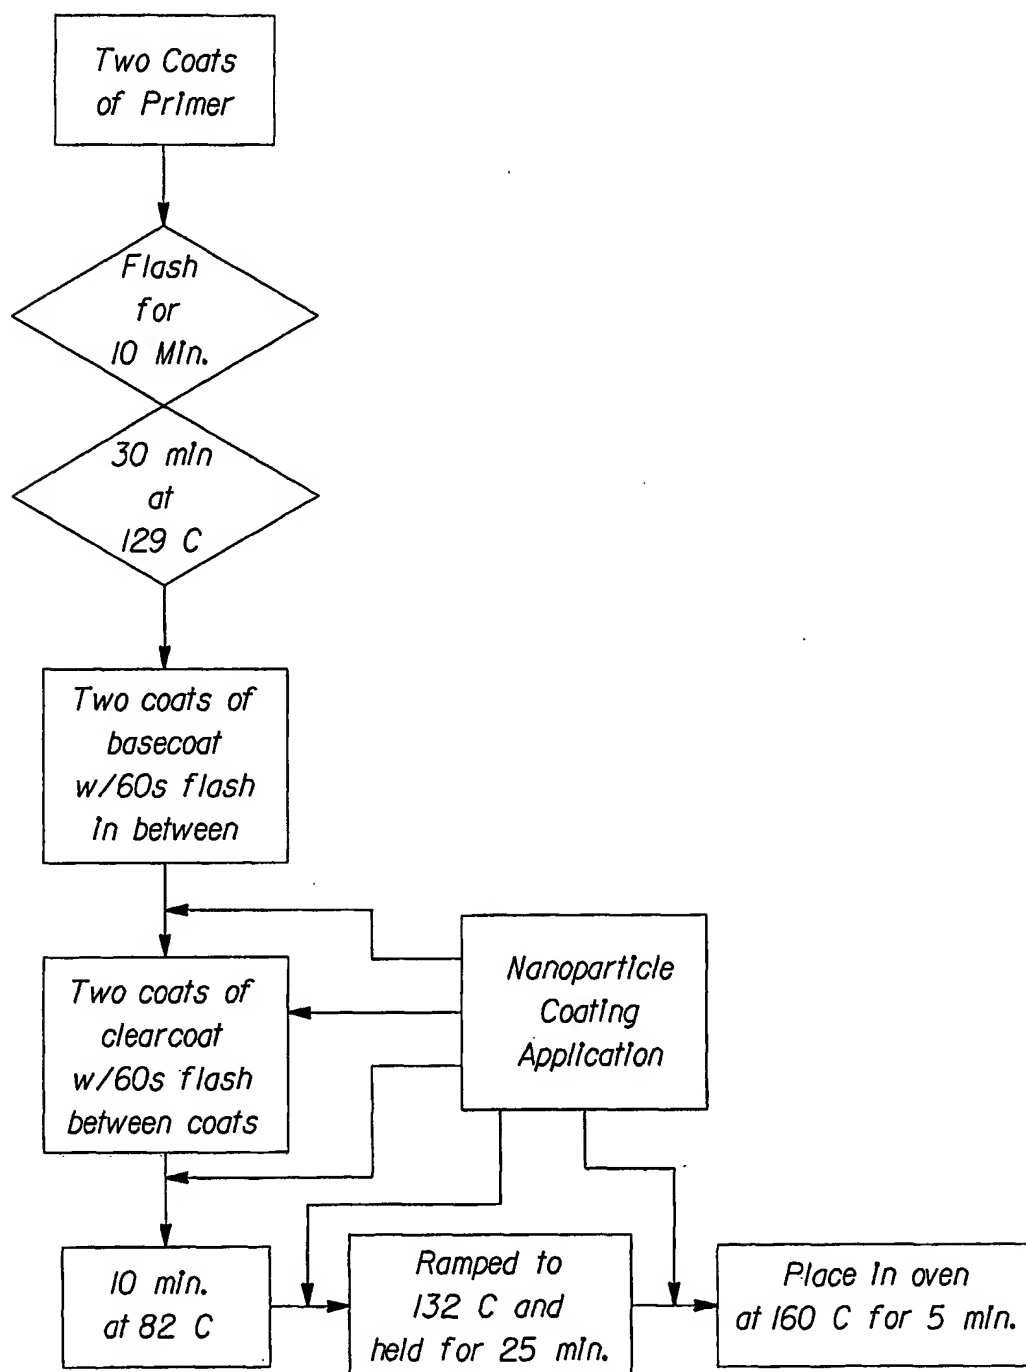 Two Coats
of Primer
Flash
for
10 Min.
30 min
at
129 C
Two coats of
basecoat
w/60s flash
in between
Two coats of
clearcoat
w/60s flash
between coats
Nanoparticle
Coating
Application
10 min.
at 82 C
Ramped to
132 C and
held for 25 min.
Place in oven
at 160 C for 5 min.